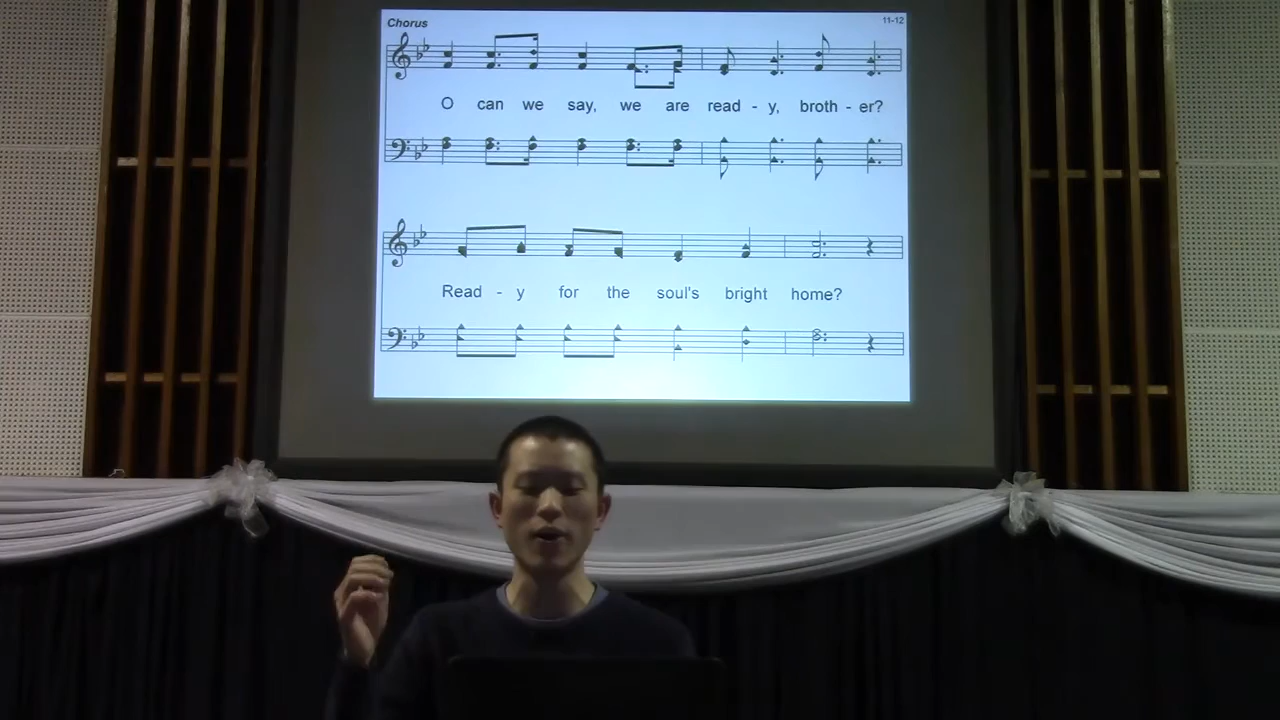 Chorus
11-12
O can we say, we are read - y, broth - er?
Read - y for the soul's bright home?